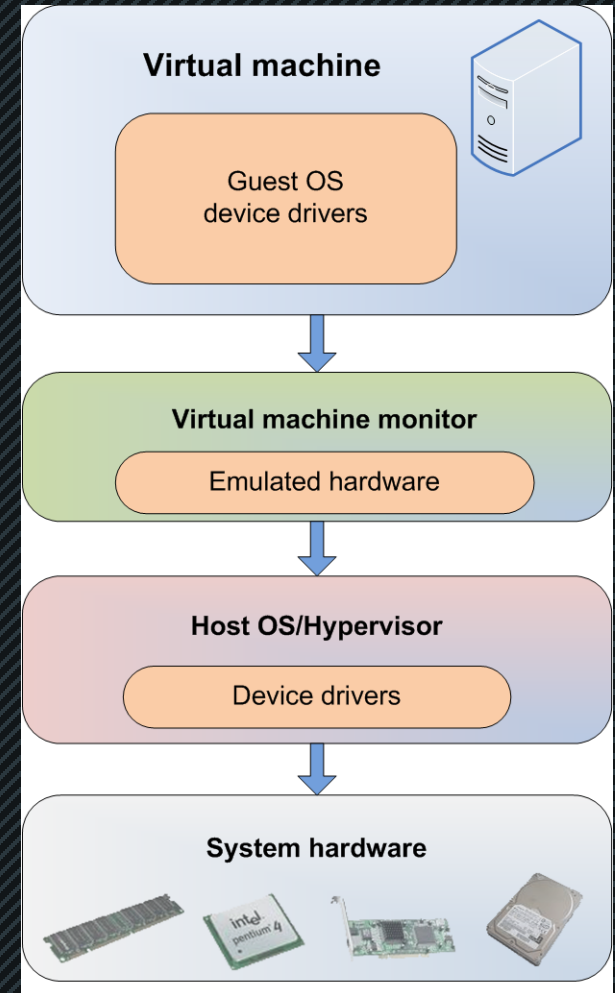 Virtual machine
Guest OS
device drivers
Virtual machine monitor
Emulated hardware
Host OS/Hypervisor
Device drivers
System hardware
intel
pentium 4